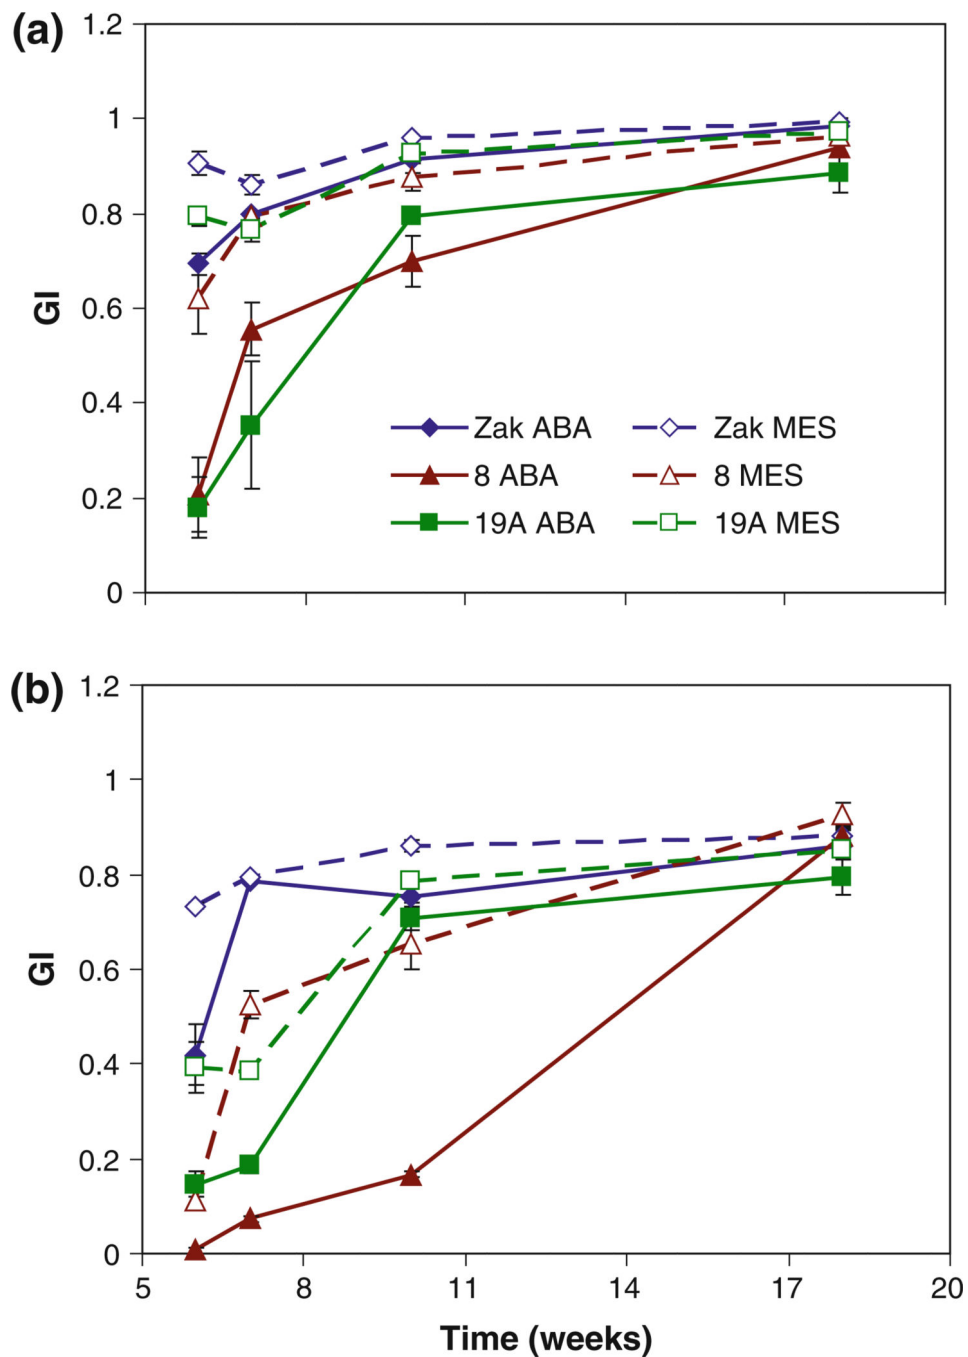 (a)
1.2
1
0.8
0.6
0.4
0.2
0
GI
Zak ABA
Zak MES
8 ABA
8 MES
19A ABA
19A MES
(b)
1.2
1
0.8
0.6
0.4
0.2
0
GI
5 8 11 14 17 20
Time (weeks)